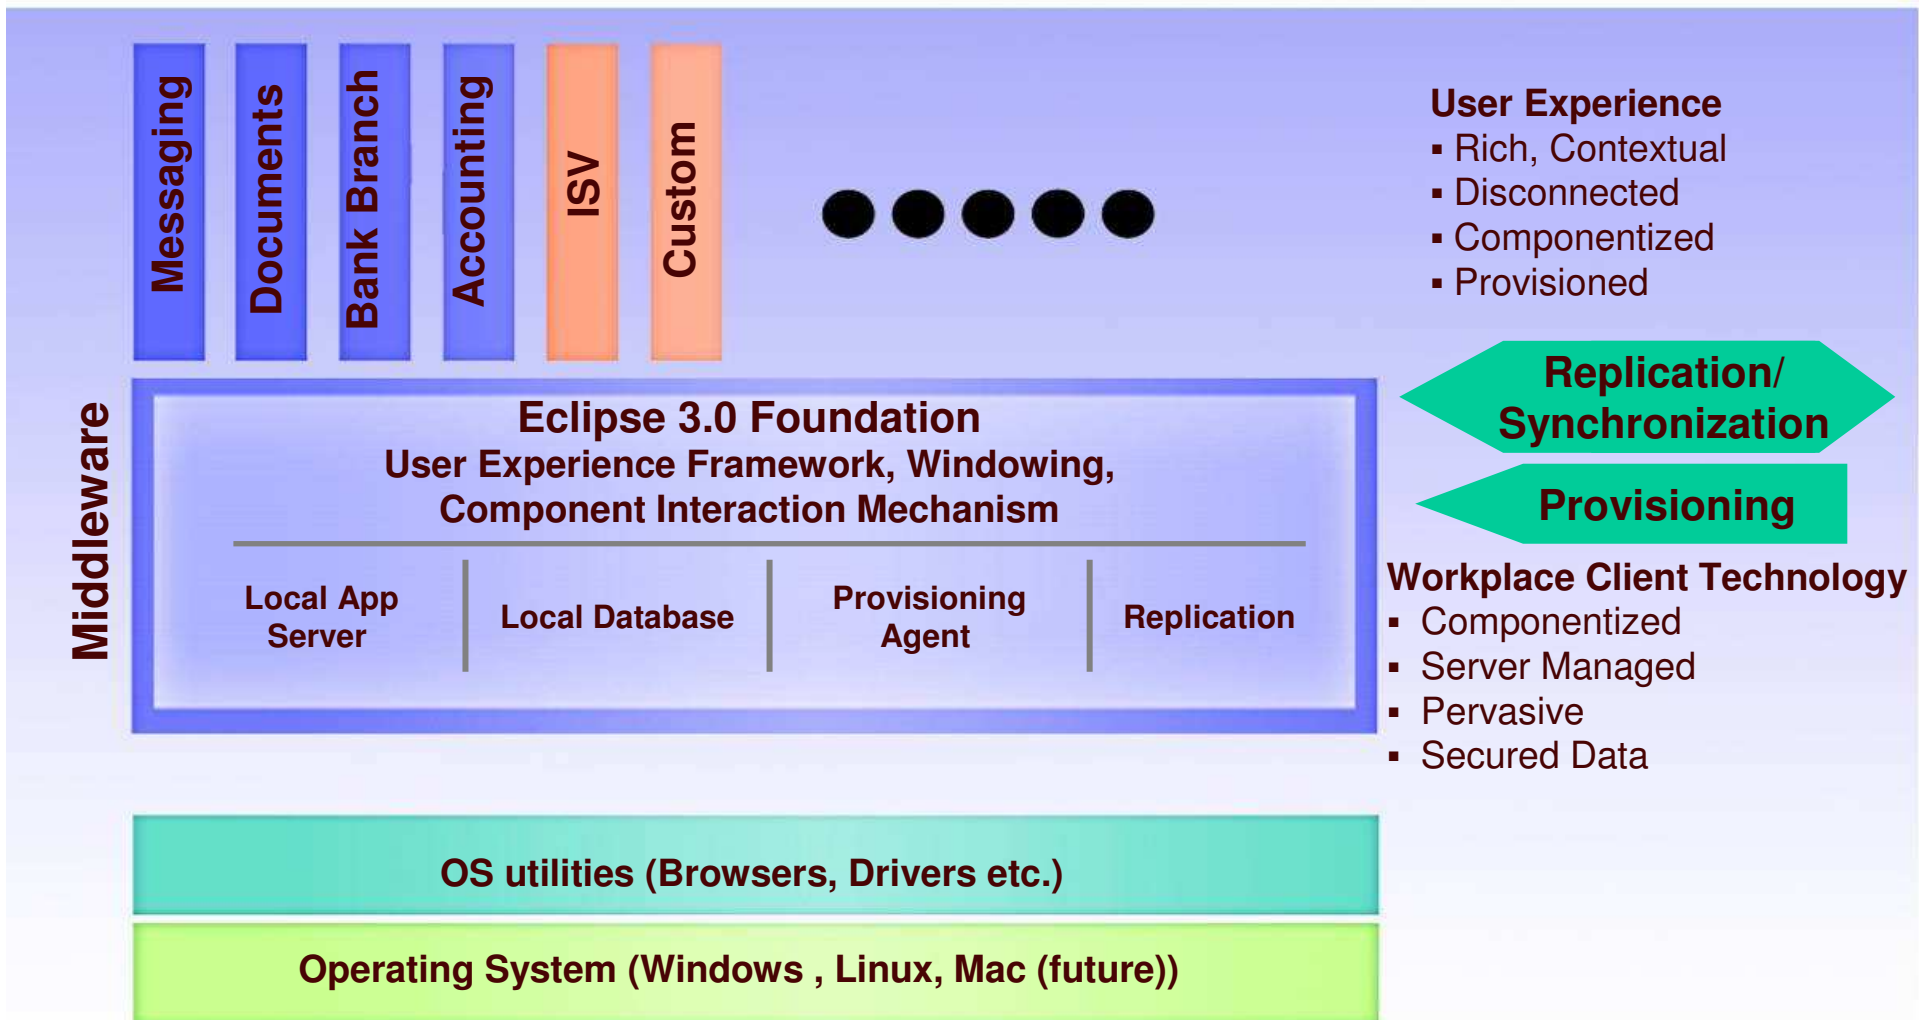 Messaging
Documents
Bank Branch
Accounting
ISV
Custom
User Experience
▪ Rich, Contextual
▪ Disconnected
▪ Componentized
▪ Provisioned
Middleware
Eclipse 3.0 Foundation
User Experience Framework, Windowing,
Component Interaction Mechanism
Local App
Server
Local Database
Provisioning
Agent
Replication
Replication/
Synchronization
Provisioning
Workplace Client Technology
▪ Componentized
▪ Server Managed
▪ Pervasive
▪ Secured Data
OS utilities (Browsers, Drivers etc.)
Operating System (Windows , Linux, Mac (future))